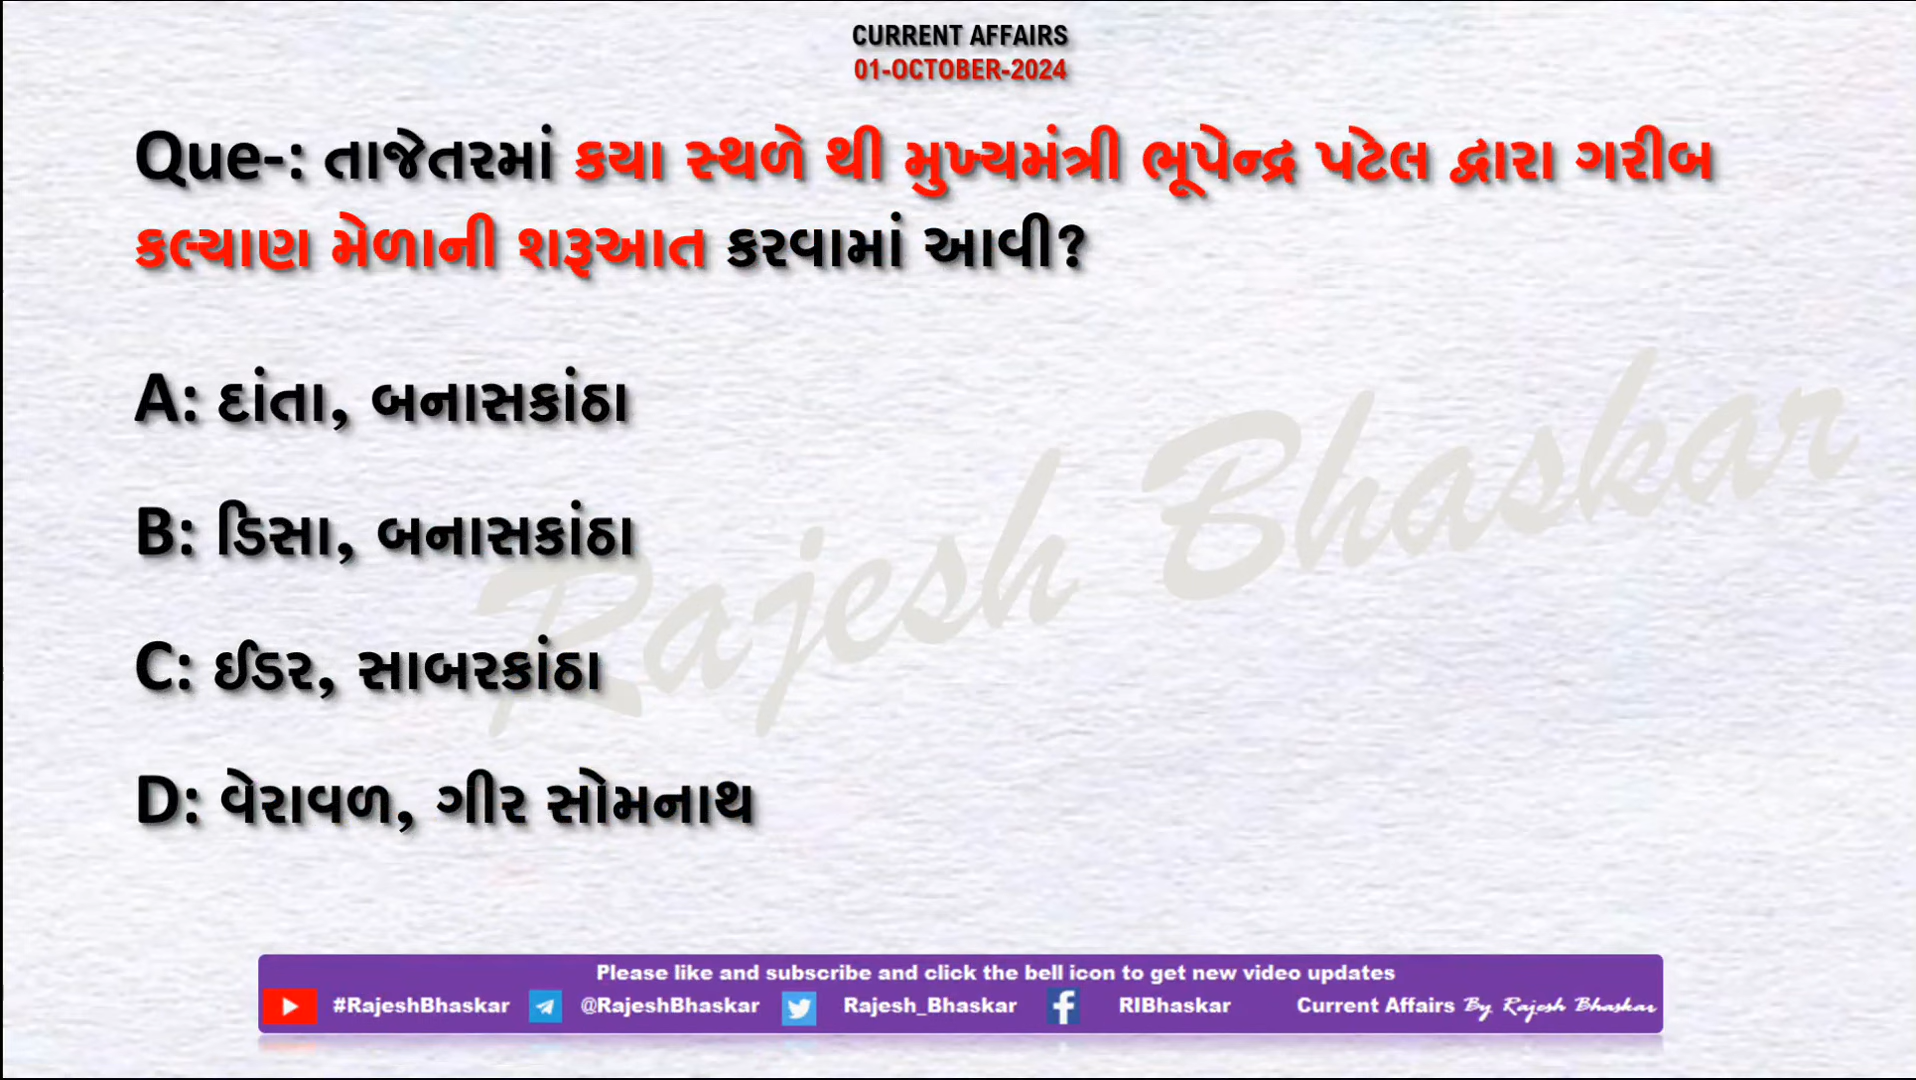 CURRENT AFFAIRS
01-OCTOBER-2024
Que-: તાજેતરમાં કયા સ્થળે થી મુખ્યમંત્રી ભૂપેન્દ્ર પટેલ દ્વારા ગરીબ
કલ્યાણ મેળાની શરૂઆત કરવામાં આવી?
A: દાંતા, બનાસકાંઠા
B: ડિસા, બનાસકાંઠા
C: ઈડર, સાબરકાંઠા
D: વેરાવળ, ગીર સોમનાથ
Rajesh Bhaskar
Please like and subscribe and click the bell icon to get new video updates
#RajeshBhaskar @RajeshBhaskar Rajesh_Bhaskar RIBhaskar Current Affairs By Rajesh Bhaskar